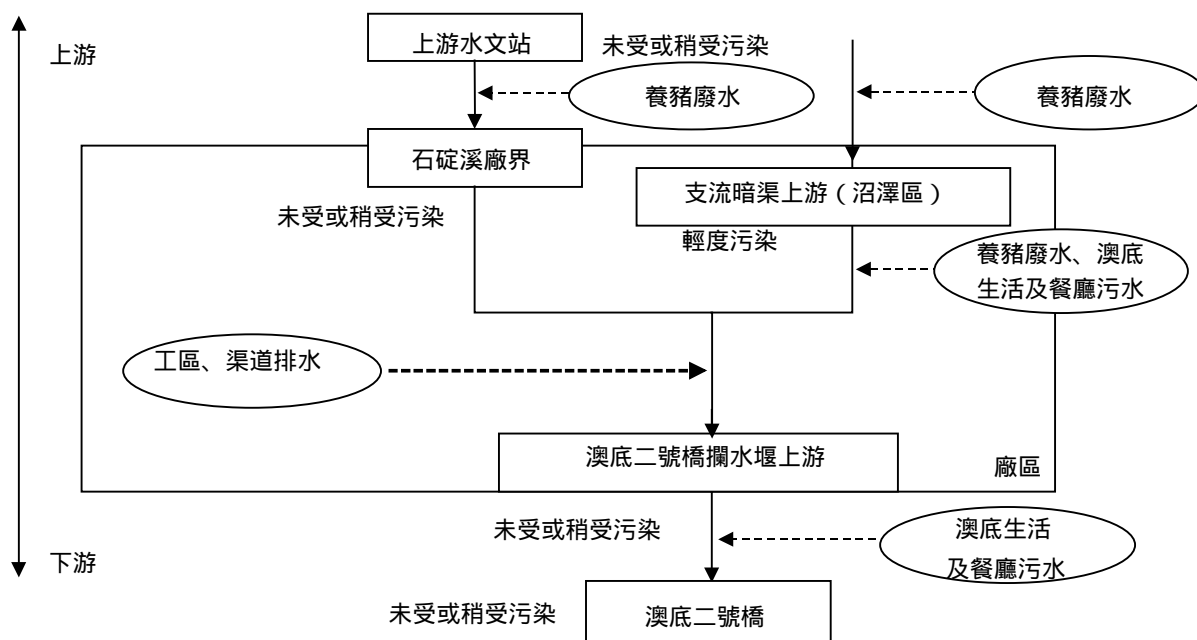 上游
上游水文站
未受或稍受污染
養豬廢水
養豬廢水
石碇溪廠界
支流暗渠上游（沼澤區）
未受或稍受污染
輕度污染
養豬廢水、澳底
生活及餐廳污水
工區、渠道排水
澳底二號橋攔水堰上游
廠區
未受或稍受污染
澳底生活
及餐廳污水
下游
未受或稍受污染
澳底二號橋